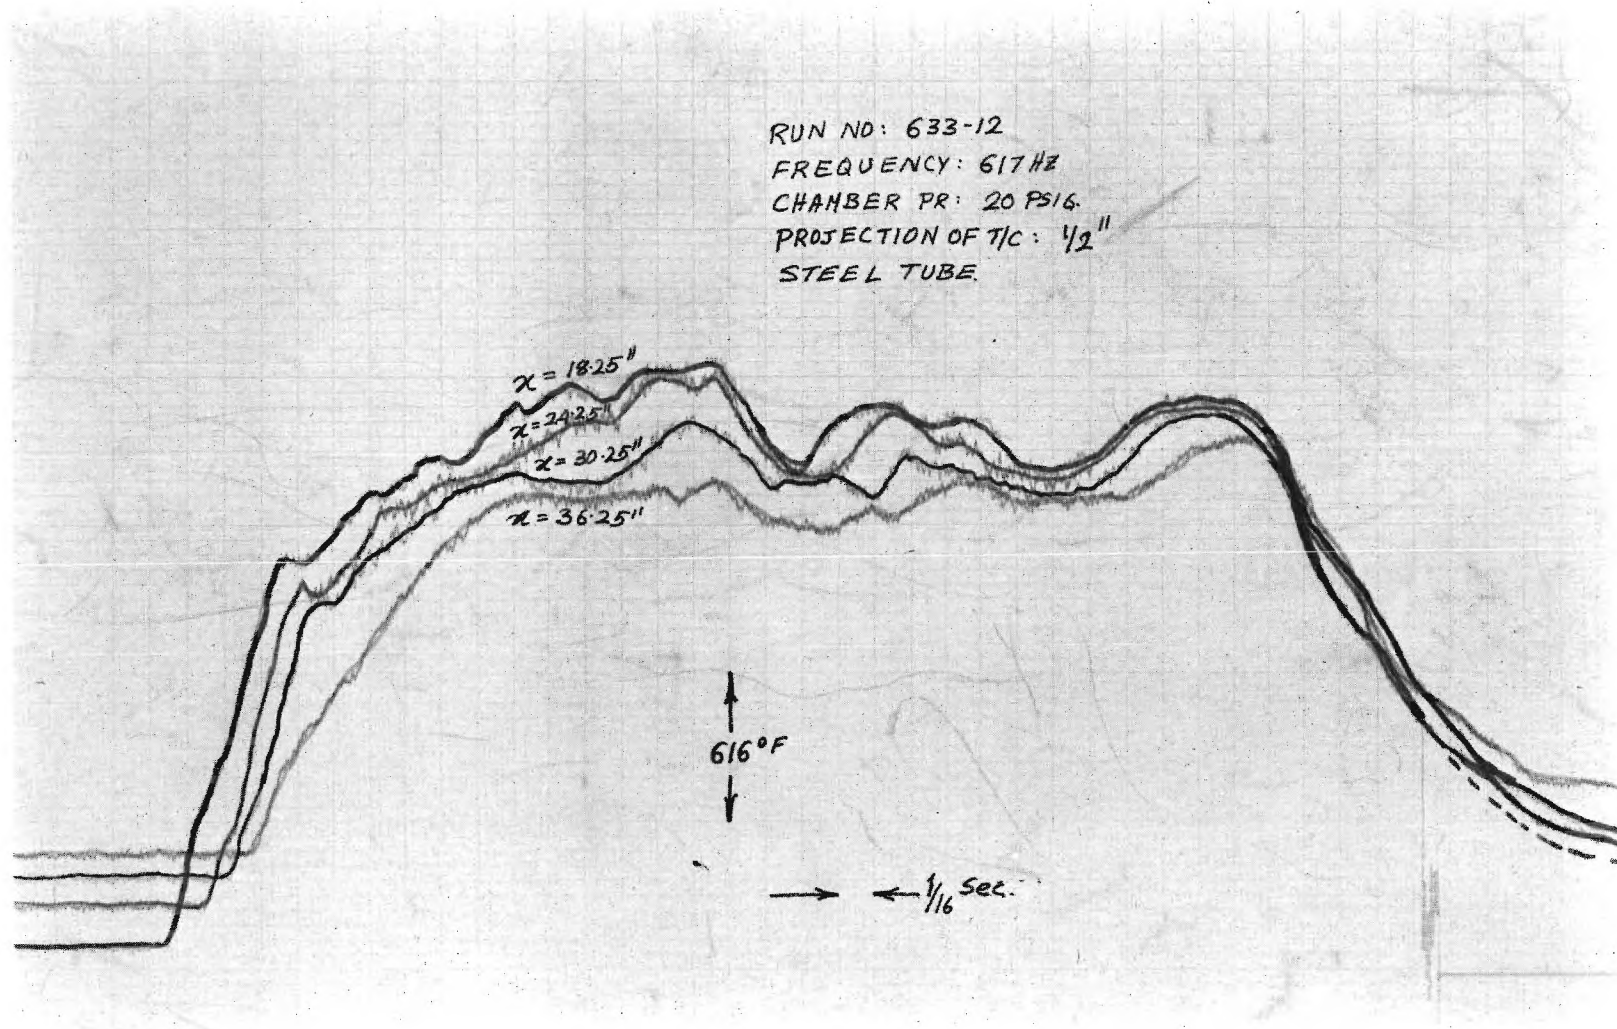 RUN NO: 633-12
FREQUENCY: 617 HZ
CHAMBER PR: 20 PSIG.
PROJECTION OF T/C: 1/2"
STEEL TUBE.
x = 18.25"
x = 24.25"
x = 30.25"
x = 36.25"
616°F
1/16 Sec.